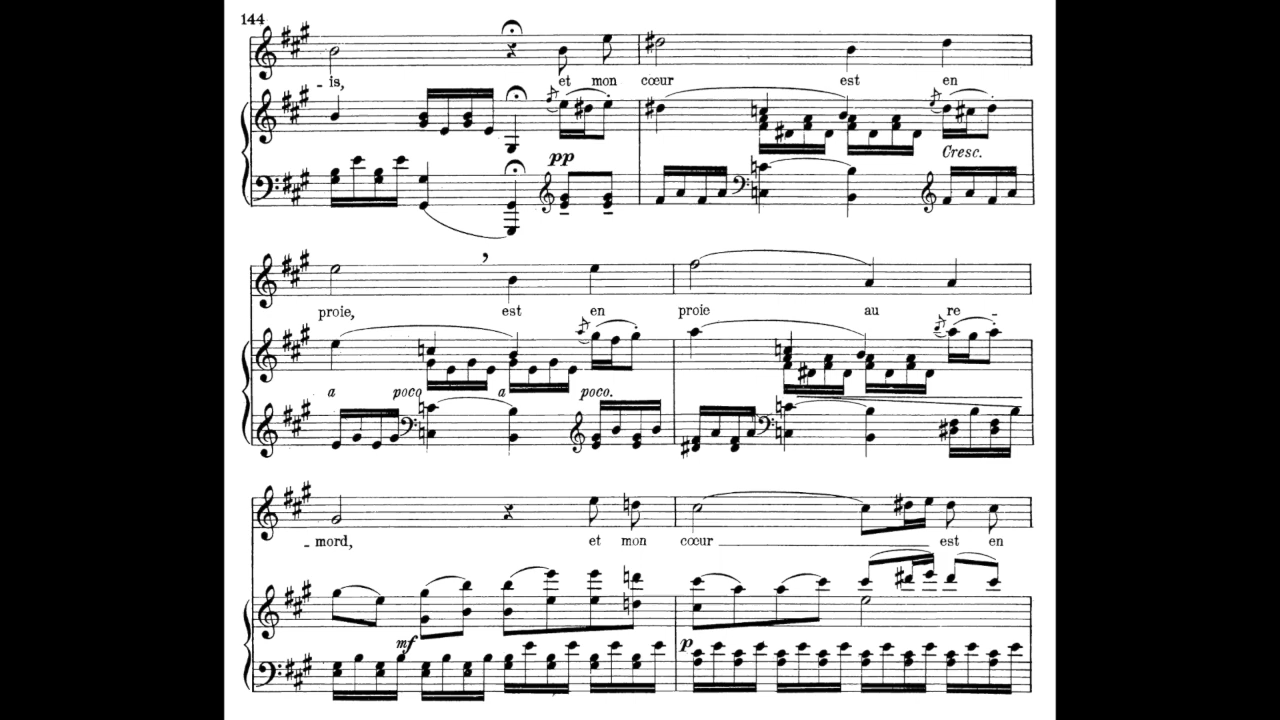 144
- is, et mon cœur est en
pp Cresc.
proie, est en proie au re -
a poco a poco.
- mord, et mon cœur est en
mf p